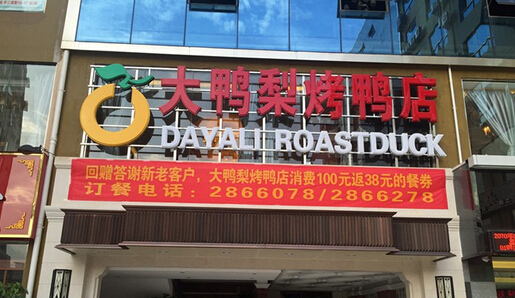 大鸭梨烤鸭店
DAYALI ROASTDUCK
回赠答谢新老客户，大鸭梨烤鸭店消费100元返38元的餐券
订餐电话：2866078/2866278